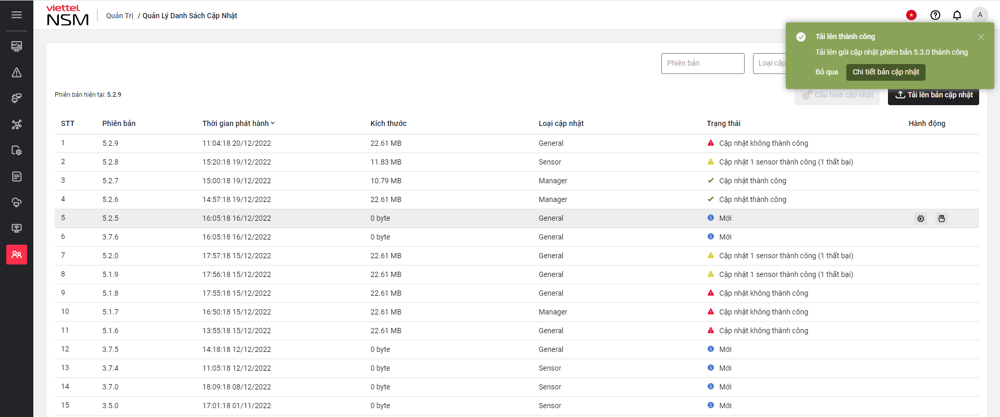 viettel
NSM
Quản Trị / Quản Lý Danh Sách Cập Nhật
A
Tải lên thành công
Tải lên gói cập nhật phiên bản 5.3.0 thành công
Bỏ qua Chi tiết bản cập nhật
Phiên bản Loại cập
Phiên bản hiện tại: 5.2.9 Cấu hình cập nhật Tải lên bản cập nhật
STT Phiên bản Thời gian phát hành Kích thước Loại cập nhật Trạng thái Hành động
1 5.2.9 11:04:18 20/12/2022 22.61 MB General Cập nhật không thành công
2 5.2.8 15:20:18 19/12/2022 11.83 MB Sensor Cập nhật 1 sensor thành công (1 thất bại)
3 5.2.7 15:00:18 19/12/2022 10.79 MB Manager Cập nhật thành công
4 5.2.6 14:57:18 19/12/2022 22.61 MB Manager Cập nhật thành công
5 5.2.5 16:05:18 16/12/2022 0 byte General Mới
6 3.7.6 16:05:18 16/12/2022 0 byte General Mới
7 5.2.0 17:57:18 15/12/2022 22.61 MB General Cập nhật 1 sensor thành công (1 thất bại)
8 5.1.9 17:56:18 15/12/2022 22.61 MB General Cập nhật 1 sensor thành công (1 thất bại)
9 5.1.8 17:55:18 15/12/2022 22.61 MB General Cập nhật không thành công
10 5.1.7 16:50:18 15/12/2022 22.61 MB Manager Cập nhật không thành công
11 5.1.6 13:55:18 15/12/2022 22.61 MB General Cập nhật không thành công
12 3.7.5 14:18:18 12/12/2022 0 byte General Mới
13 3.7.4 11:05:18 12/12/2022 0 byte Sensor Mới
14 3.7.0 18:09:18 08/12/2022 0 byte Sensor Mới
15 3.5.0 17:01:18 01/11/2022 0 byte Sensor Mới